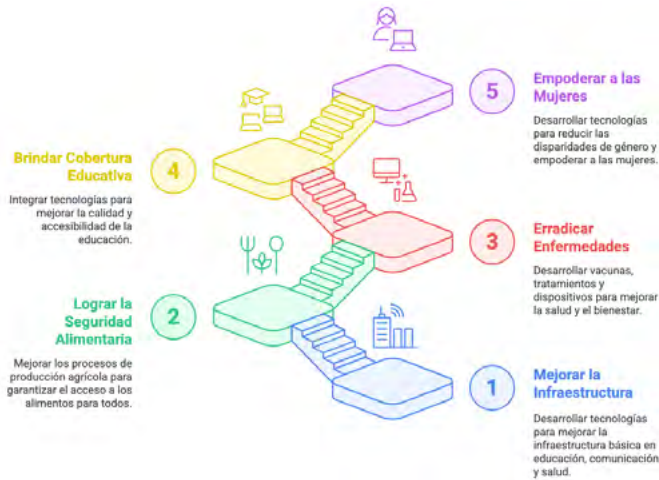 5
Empoderar a las
Mujeres
Desarrollar tecnologías
para reducir las
disparidades de género y
empoderar a las mujeres.
Brindar Cobertura
Educativa
4
Integrar tecnologías para
mejorar la calidad y
accesibilidad de la
educación.
3
Erradicar
Enfermedades
Desarrollar vacunas,
tratamientos y
dispositivos para mejorar
la salud y el bienestar.
Lograr la
Seguridad
Alimentaria
2
Mejorar los procesos de
producción agrícola para
garantizar el acceso a los
alimentos para todos.
1
Mejorar la
Infraestructura
Desarrollar tecnologías
para mejorar la
infraestructura básica en
educación, comunicación
y salud.